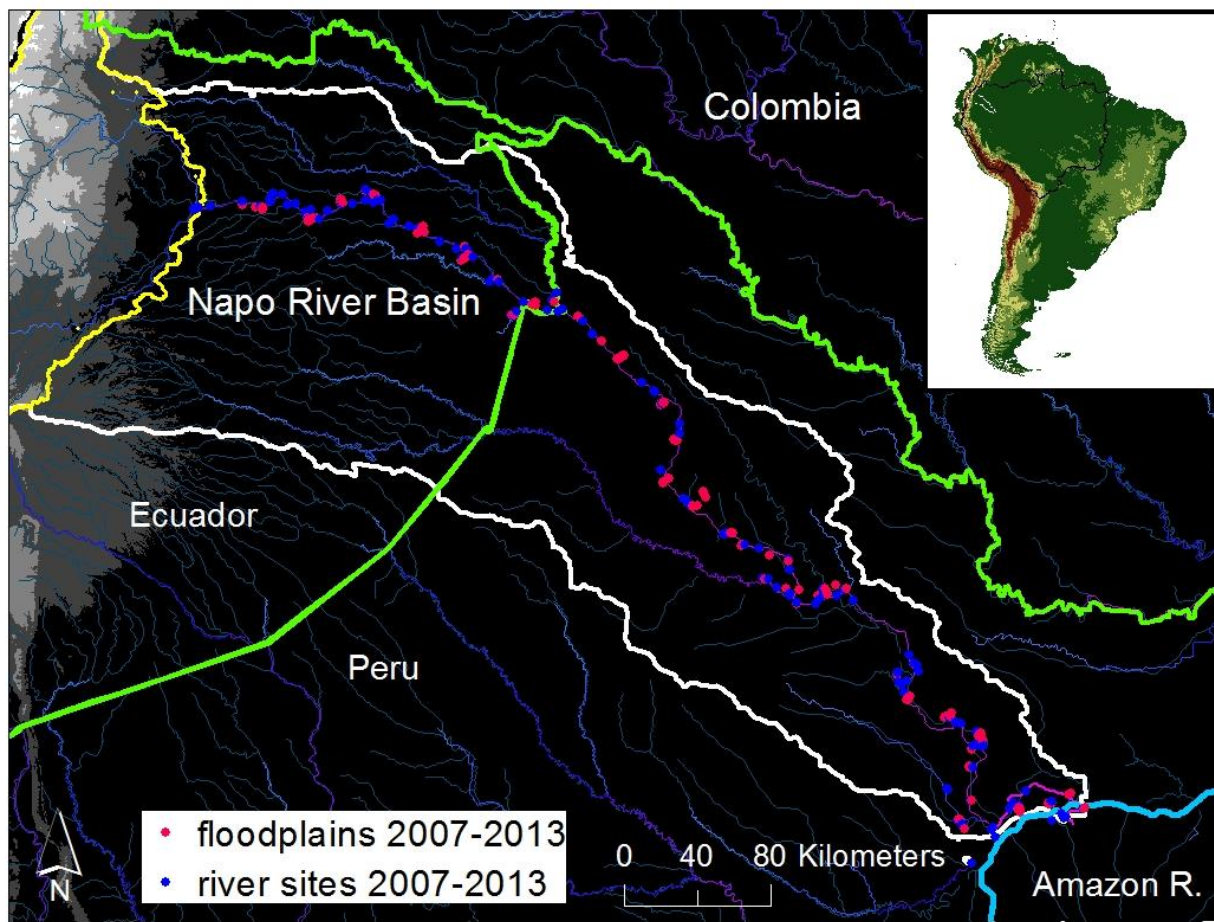 Colombia
Napo River Basin
Ecuador
Peru
floodplains 2007-2013
river sites 2007-2013
0 40 80 Kilometers
Amazon R.
N